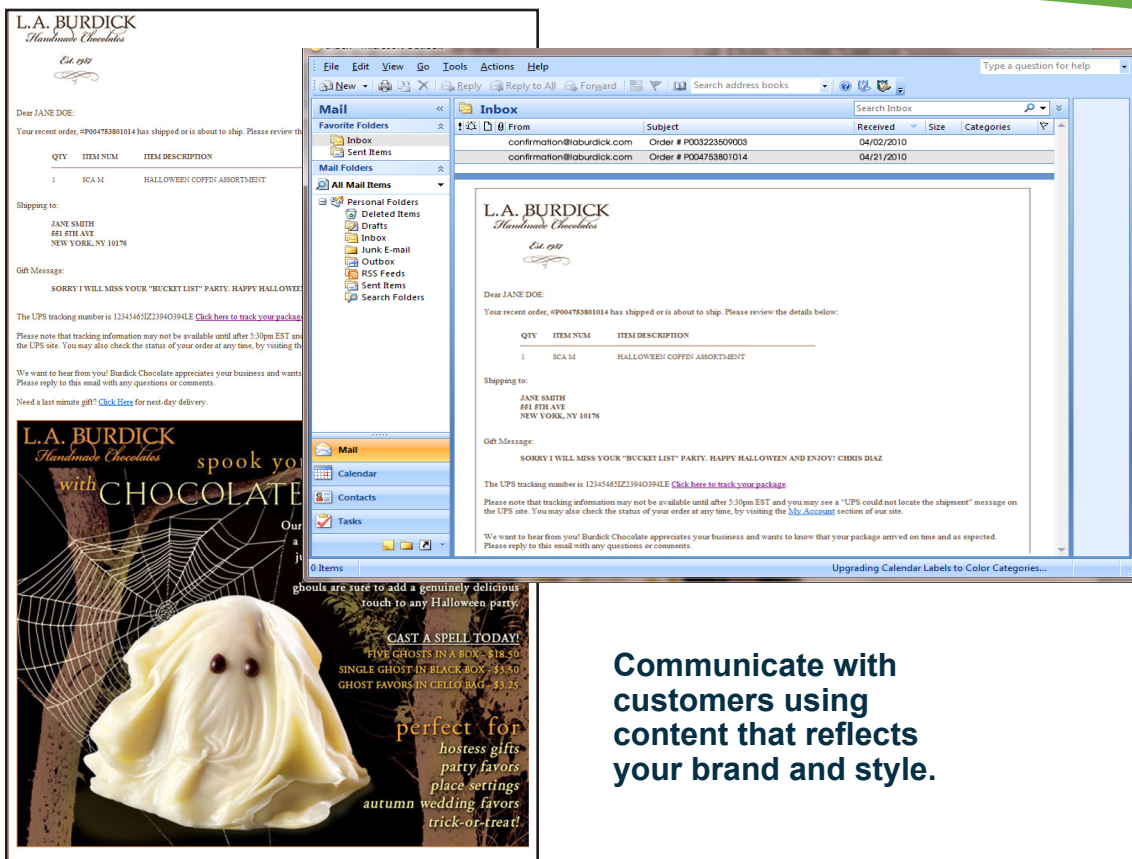 L.A. BURDICK
Handmade Chocolates
Est. 1987
Dear JANE DOE:
Your recent order, #P004753801014 has shipped or is about to ship. Please review th
QTY ITEM NUM ITEM DESCRIPTION
1 SCA M HALLOWEEN COFFIN ASSORTMENT
Shipping to:
JANE SMITH
551 5TH AVE
NEW YORK, NY 10176
Gift Message:
SORRY I WILL MISS YOUR "BUCKET LIST" PARTY. HAPPY HALLOWEE
The UPS tracking number is 12345465IZ2394O394LE Click here to track your package
Please note that tracking information may not be available until after 5:30pm EST and
the UPS site. You may also check the status of your order at any time, by visiting th
We want to hear from you! Burdick Chocolate appreciates your business and wants
Please reply to this email with any questions or comments.
Need a last minute gift? Click Here for next-day delivery.
L.A. BURDICK
Handmade Chocolates
spook yo
with CHOCOLATE
Our
a
ju
ghouls are sure to add a genuinely delicious
touch to any Halloween party.
CAST A SPELL TODAY!
FIVE GHOSTS IN A BOX - $18.50
SINGLE GHOST IN BLACK BOX - $3.50
GHOST FAVORS IN CELLO BAG - $3.25
perfect for
hostess gifts
party favors
place settings
autumn wedding favors
trick-or-treat!
File Edit View Go Tools Actions Help
Type a question for help
New Reply Reply to All Forward Search address books
Mail
Favorite Folders
Inbox
Sent Items
Mail Folders
All Mail Items
Personal Folders
Deleted Items
Drafts
Inbox
Junk E-mail
Outbox
RSS Feeds
Sent Items
Search Folders
Mail
Calendar
Contacts
Tasks
0 Items
Inbox
Search Inbox
From Subject Received Size Categories
confirmation@laburdick.com Order # P003223509003 04/02/2010
confirmation@laburdick.com Order # P004753801014 04/21/2010
L.A. BURDICK
Handmade Chocolates
Est. 1987
Dear JANE DOE:
Your recent order, #P004753801014 has shipped or is about to ship. Please review the details below:
QTY ITEM NUM ITEM DESCRIPTION
1 SCA M HALLOWEEN COFFIN ASSORTMENT
Shipping to:
JANE SMITH
551 5TH AVE
NEW YORK, NY 10176
Gift Message:
SORRY I WILL MISS YOUR "BUCKET LIST" PARTY. HAPPY HALLOWEEN AND ENJOY! CHRIS DIAZ
The UPS tracking number is 12345465IZ2394O394LE Click here to track your package.
Please note that tracking information may not be available until after 5:30pm EST and you may see a "UPS could not locate the shipment" message on
the UPS site. You may also check the status of your order at any time, by visiting the My Account section of our site.
We want to hear from you! Burdick Chocolate appreciates your business and wants to know that your package arrived on time and as expected.
Please reply to this email with any questions or comments.
Upgrading Calendar Labels to Color Categories...
Communicate with
customers using
content that reflects
your brand and style.